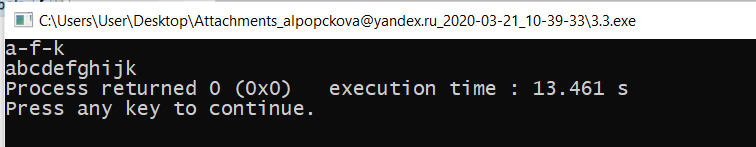 C:\Users\User\Desktop\Attachments_alpopckova@yandex.ru_2020-03-21_10-39-33\3.3.exe
a-f-k
abcdefghijk
Process returned 0 (0x0)   execution time : 13.461 s
Press any key to continue.